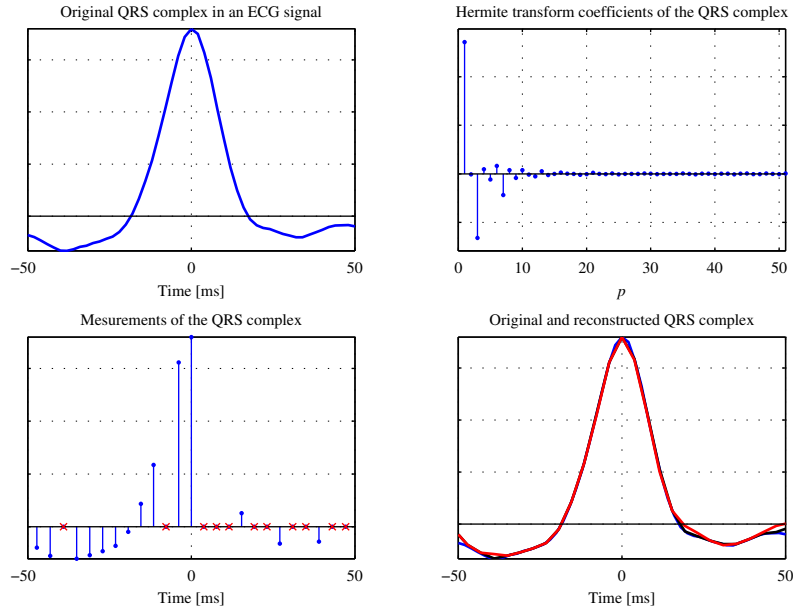 Original QRS complex in an ECG signal
−50 0 50
Time [ms]
Hermite transform coefficients of the QRS complex
0 10 20 30 40 50
p
Mesurements of the QRS complex
−50 0 50
Time [ms]
Original and reconstructed QRS complex
−50 0 50
Time [ms]